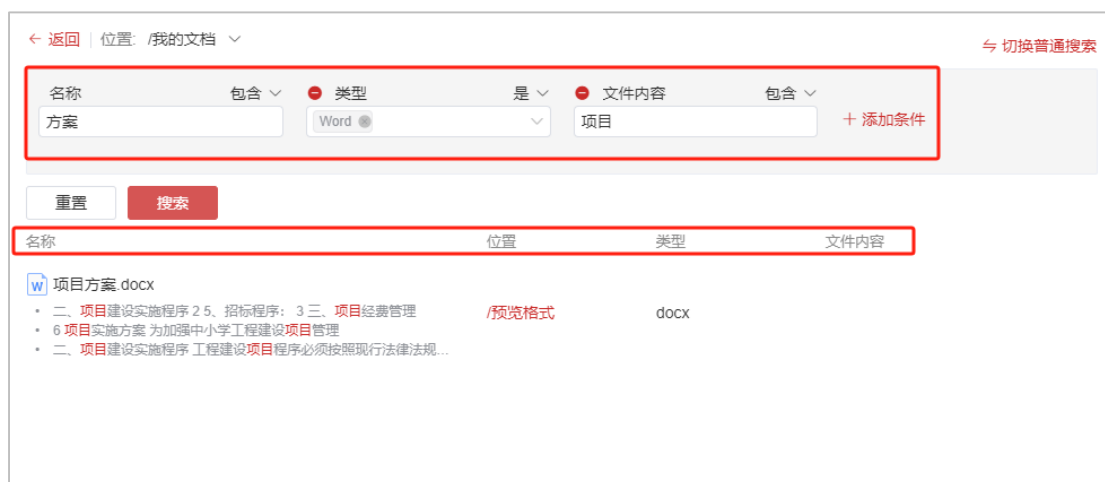 ← 返回 | 位置: /我的文档
⇋ 切换普通搜索
名称 包含 类型 是 文件内容 包含
方案 Word 项目 + 添加条件
重置 搜索
名称 位置 类型 文件内容
W 项目方案.docx
• 二、项目建设实施程序 2 5、招标程序： 3 三、项目经费管理
/预览格式 docx
• 6 项目实施方案 为加强中小学工程建设项目管理
• 二、项目建设实施程序 工程建设项目程序必须按照现行法律法规...